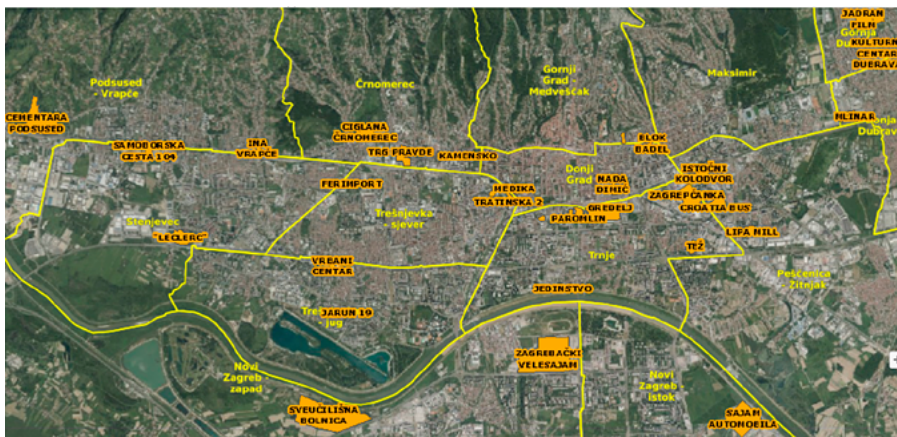 JADRAN
FILM
Gornja
KULTURNI
CENTAR
DUBRAVA
Podsused
- Vrapče
Črnomerec
Gornji
Grad -
Medveščak
Maksimir
CEMENTARA
PODSUSED
MLINAR
Donja
Dubrava
SAMOBORSKA
CESTA 104
INA
VRAPČE
CIGLANA
ČRNOMEREC
TRG PRAVDE
KAMENSKO
BLOK
BADEL
Donji
Grad
ISTOČNI
KOLODVOR
FERIMPORT
MEDIKA
TRATINSKA 2
NADA
DIMIĆ
ZAGREPČANKA
CROATIA BUS
GREDELJ
PAROMLIN
Trešnjevka
- sjever
Stenjevec
"LECLERC"
LIPA MILL
TEŽ
Trnje
VRBANI
CENTAR
Peščenica
- Žitnjak
JEDINSTVO
JARUN 19
- jug
ZAGREBAČKI
VELESAJAM
Novi
Zagreb -
zapad
Novi
Zagreb -
istok
SVEUČILIŠNA
BOLNICA
SAJAM
AUTOMOBILA